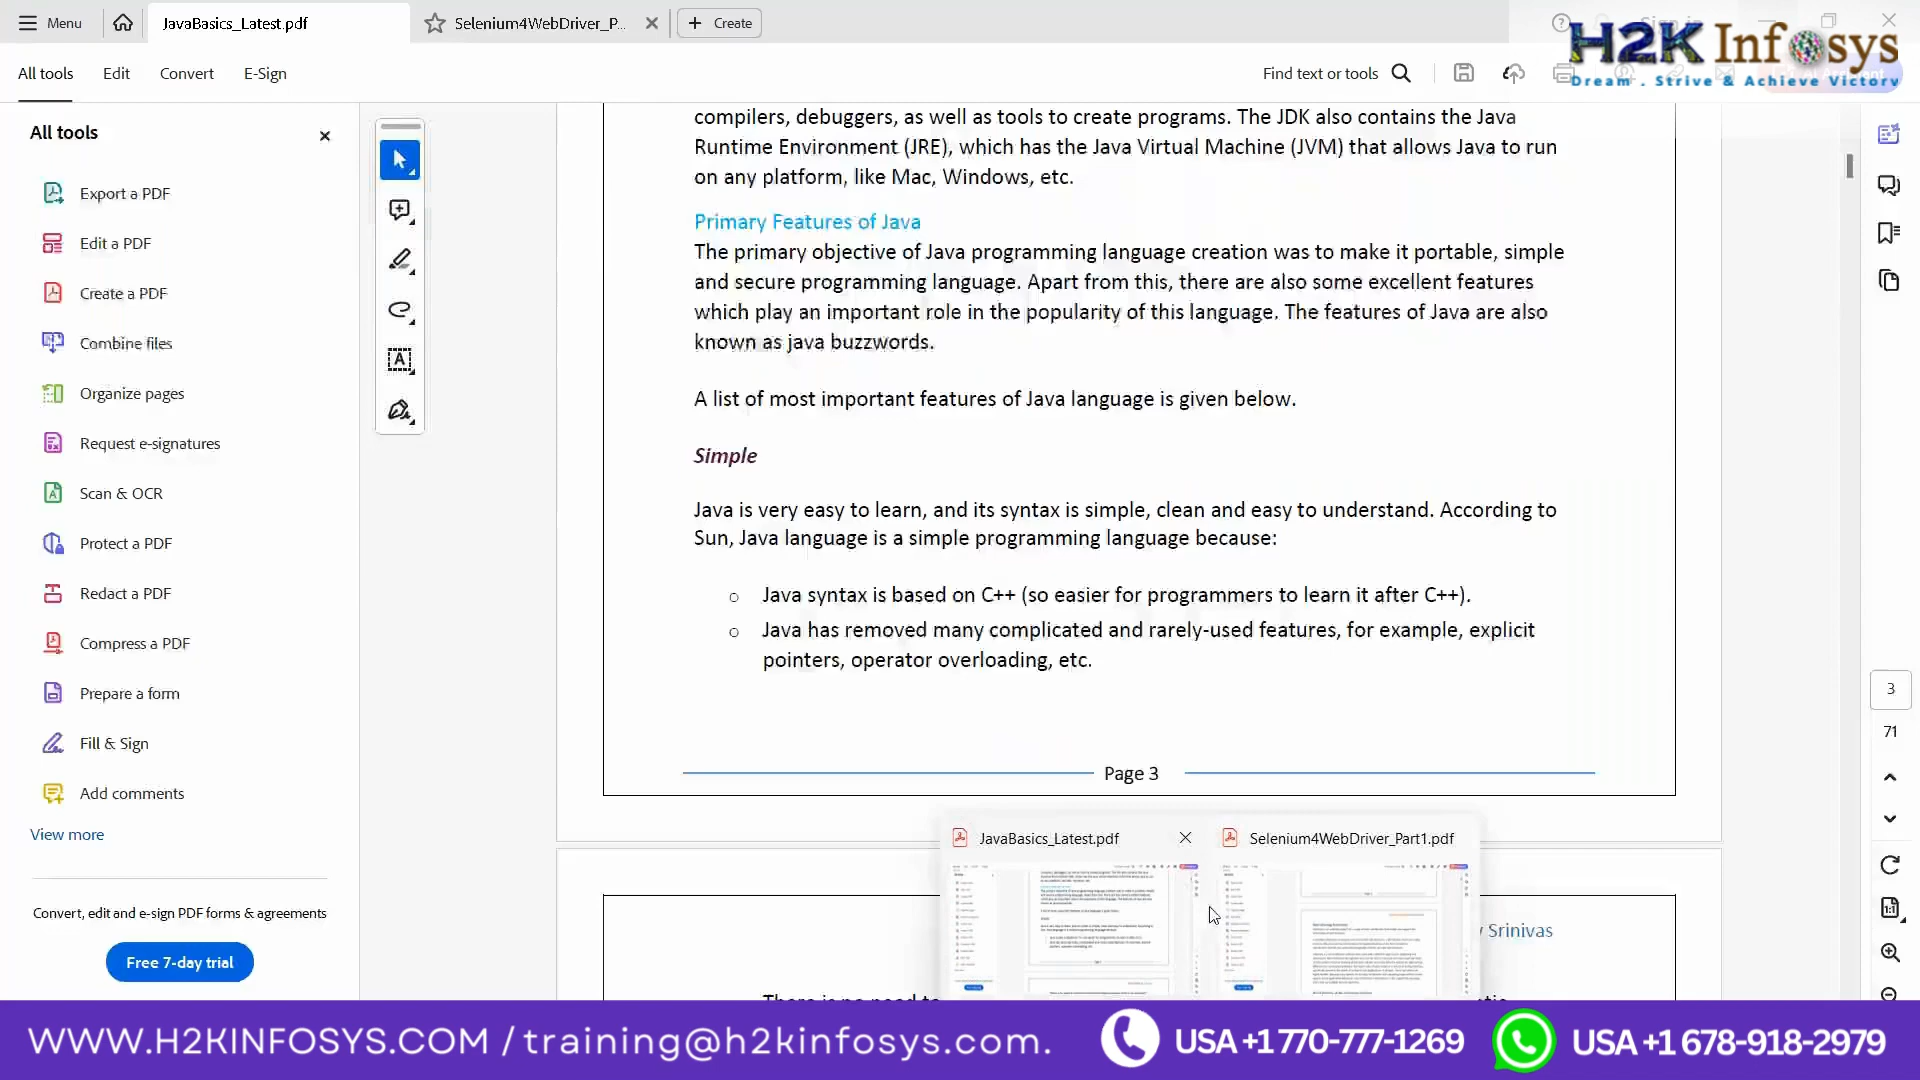 Menu
JavaBasics_Latest.pdf
Selenium4WebDriver_P...
Create
H2K Infosys
Dream . Strive & Achieve Victory
All tools
Edit
Convert
E-Sign
Find text or tools
All tools
Export a PDF
Edit a PDF
Create a PDF
Combine files
Organize pages
Request e-signatures
Scan & OCR
Protect a PDF
Redact a PDF
Compress a PDF
Prepare a form
Fill & Sign
Add comments
View more
Convert, edit and e-sign PDF forms & agreements
Free 7-day trial
compilers, debuggers, as well as tools to create programs. The JDK also contains the Java
Runtime Environment (JRE), which has the Java Virtual Machine (JVM) that allows Java to run
on any platform, like Mac, Windows, etc.
Primary Features of Java
The primary objective of Java programming language creation was to make it portable, simple
and secure programming language. Apart from this, there are also some excellent features
which play an important role in the popularity of this language. The features of Java are also
known as java buzzwords.
A list of most important features of Java language is given below.
Simple
Java is very easy to learn, and its syntax is simple, clean and easy to understand. According to
Sun, Java language is a simple programming language because:
o Java syntax is based on C++ (so easier for programmers to learn it after C++).
o Java has removed many complicated and rarely-used features, for example, explicit
pointers, operator overloading, etc.
Page 3
3
71
JavaBasics_Latest.pdf
Selenium4WebDriver_Part1.pdf
Srinivas
There is no need to
WWW.H2KINFOSYS.COM / training@h2kinfosys.com.
USA +1 770-777-1269
USA +1 678-918-2979